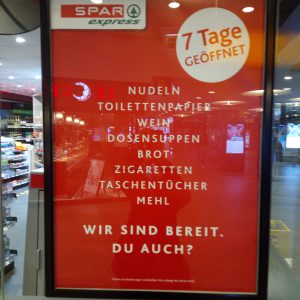 SPAR
express
7 Tage
GEÖFFNET
NUDELN
TOILETTENPAPIER
WEIN
DOSENSUPPEN
BROT
ZIGARETTEN
TASCHENTÜCHER
MEHL
WIR SIND BEREIT.
DU AUCH?